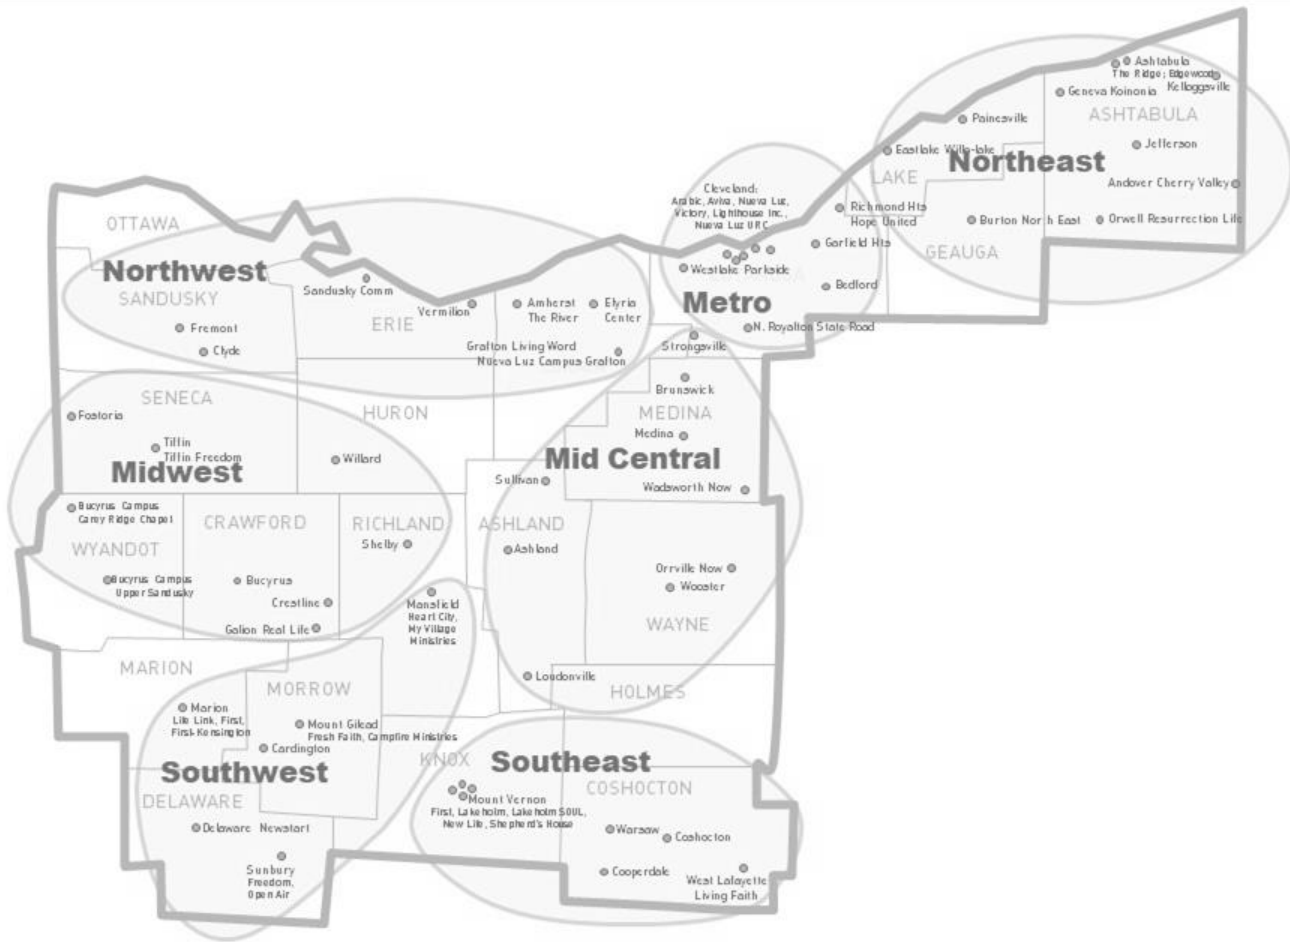 Ashtabula
The Ridge; Edgewood
Kelloggsville
Geneva Koinonia
ASHTABULA
Painesville
Jefferson
Eastlake Willo-lake
Northeast
LAKE
Andover Cherry Valley
Burton North East
Orwell Resurrection Life
GEAUGA
Cleveland:
Arabic, Aviva, Nueva Luz,
Victory, Lighthouse Inc.,
Nueva Luz URC
Richmond Hts
Hope United
Garfield Hts
Westlake Parkside
Bedford
Metro
N. Royalton State Road
OTTAWA
Northwest
SANDUSKY
Sandusky Comm
Vermilion
Amherst
The River
Elyria
Center
ERIE
Fremont
Clyde
Grafton Living Word
Nueva Luz Campus Grafton
Strongsville
Brunswick
SENECA
HURON
MEDINA
Fostoria
Medina
Tiffin
Tiffin Freedom
Willard
Midwest
Mid Central
Sullivan
Wadsworth Now
Bucyrus Campus
Carey Ridge Chapel
CRAWFORD
RICHLAND
ASHLAND
WYANDOT
Shelby
Ashland
Bucyrus Campus
Upper Sandusky
Bucyrus
Orrville Now
Wooster
Crestline
Mansfield
Heart City,
My Village
Ministries
Galion Real Life
WAYNE
MARION
Loudonville
MORROW
HOLMES
Marion
Life Link, First,
First-Kensington
Mount Gilead
Fresh Faith, Campfire Ministries
Cardington
KNOX
Southeast
Southwest
COSHOCTON
DELAWARE
Mount Vernon
First, Lakeholm, Lakeholm SOUL,
New Life, Shepherd's House
Delaware Newstart
Warsaw
Coshocton
Sunbury
Freedom,
Open Air
Cooperdale
West Lafayette
Living Faith